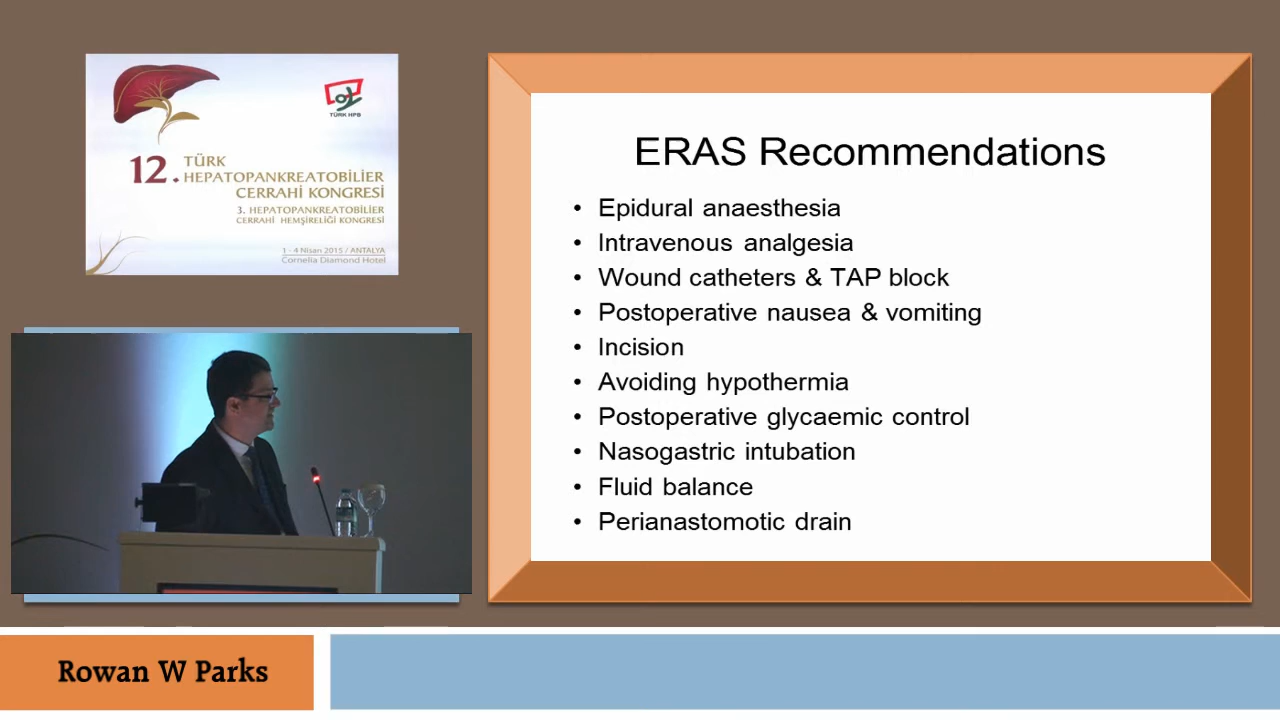 TÜRK HPB
12. TÜRK
HEPATOPANKREATOBİLİER
CERRAHİ KONGRESİ
3. HEPATOPANKREATOBİLİER
CERRAHİ HEMŞİRELİĞİ KONGRESİ
1 - 4 Nisan 2015 / ANTALYA
Cornelia Diamond Hotel
ERAS Recommendations
• Epidural anaesthesia
• Intravenous analgesia
• Wound catheters & TAP block
• Postoperative nausea & vomiting
• Incision
• Avoiding hypothermia
• Postoperative glycaemic control
• Nasogastric intubation
• Fluid balance
• Perianastomotic drain
Rowan W Parks